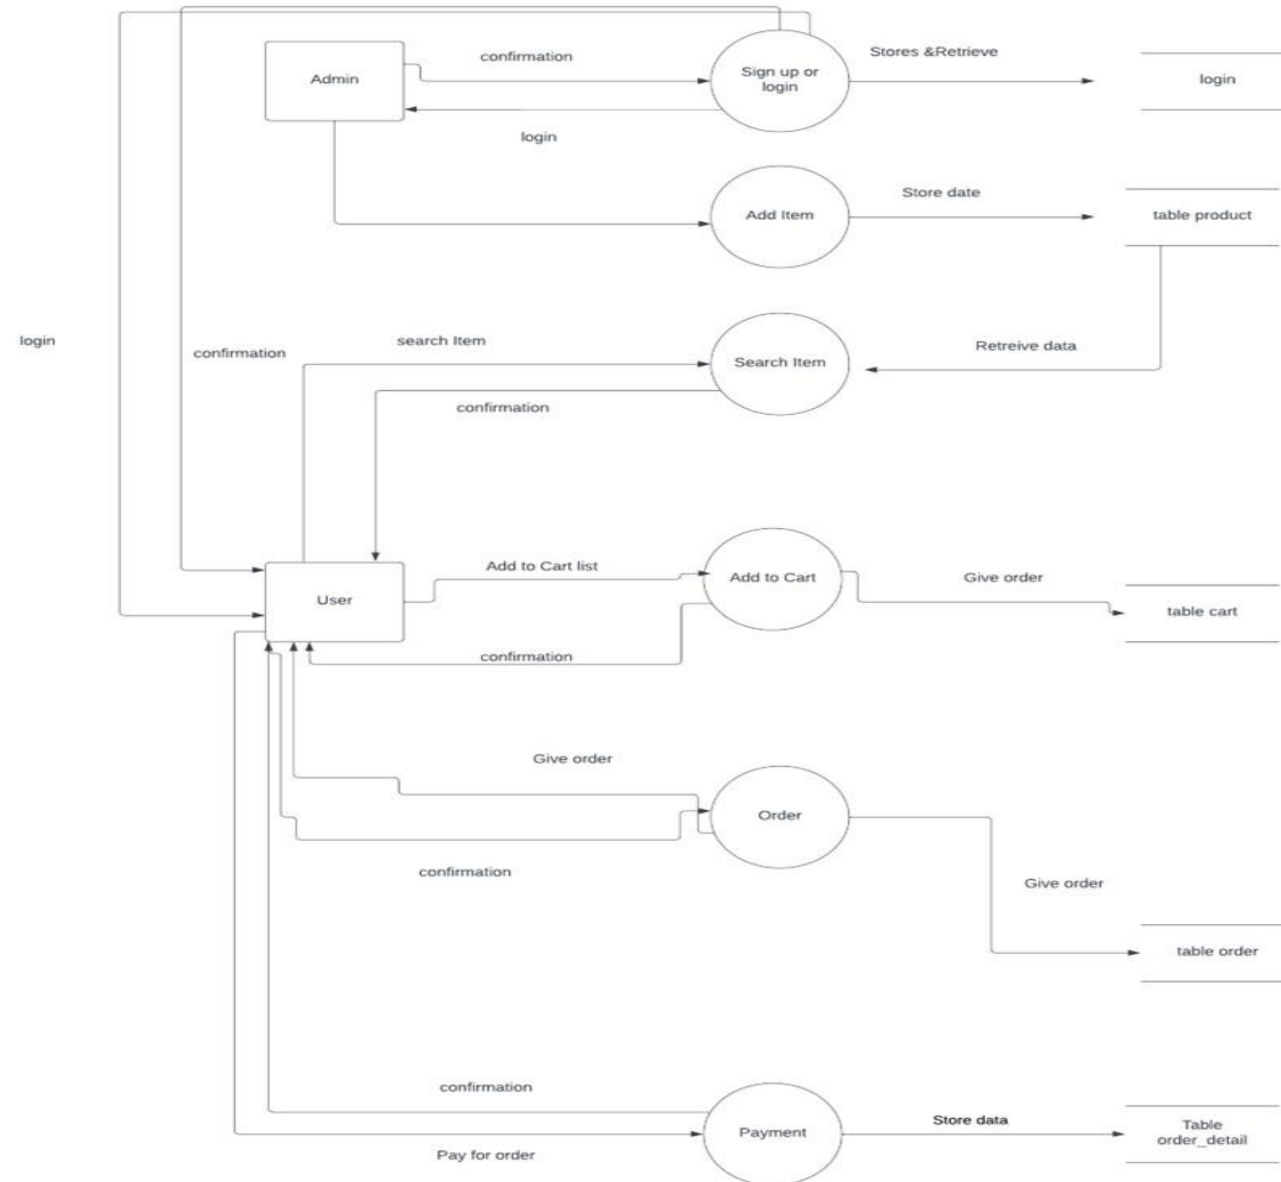 confirmation
Stores &Retrieve
Admin
Sign up or
login
login
login
Store date
Add Item
table product
login
confirmation
search Item
Search Item
Retreive data
confirmation
User
Add to Cart list
Add to Cart
Give order
table cart
confirmation
Give order
Order
confirmation
Give order
table order
confirmation
Payment
Store data
Table
order_detail
Pay for order